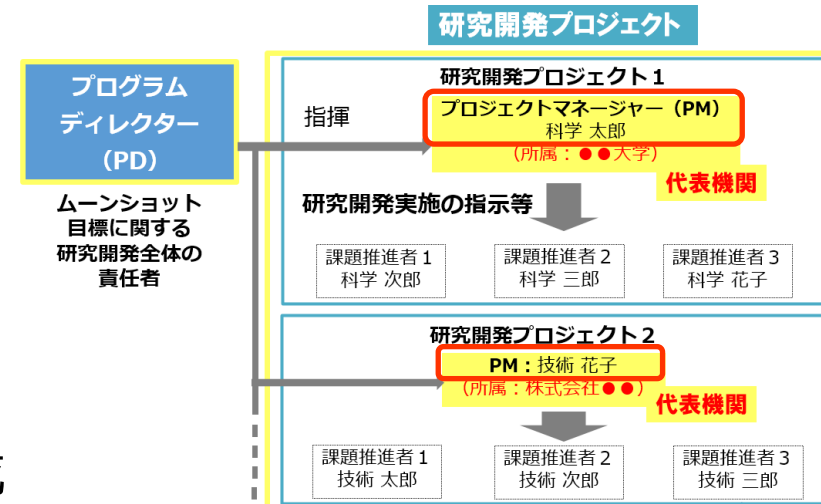 研究開発プロジェクト
プログラム
ディレクター
（PD）
ムーンショット
目標に関する
研究開発全体の
責任者
指揮
研究開発プロジェクト１
プロジェクトマネージャー（PM）
科学 太郎
（所属：●●大学）
代表機関
研究開発実施の指示等
課題推進者１
科学 次郎
課題推進者２
科学 三郎
課題推進者３
科学 花子
研究開発プロジェクト２
PM：技術 花子
（所属：株式会社●●）
代表機関
課題推進者１
技術 太郎
課題推進者２
技術 次郎
課題推進者３
技術 三郎